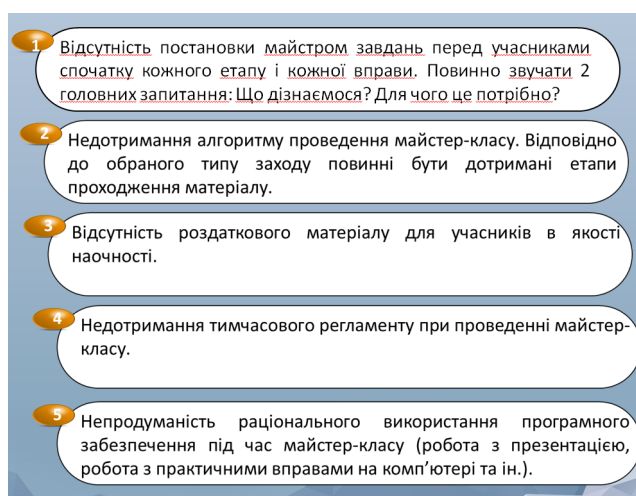 1
Відсутність постановки майстром завдань перед учасниками
спочатку кожного етапу і кожної вправи. Повинно звучати 2
головних запитання: Що дізнаємося? Для чого це потрібно?
2
Недотримання алгоритму проведення майстер-класу. Відповідно
до обраного типу заходу повинні бути дотримані етапи
проходження матеріалу.
3
Відсутність роздаткового матеріалу для учасників в якості
наочності.
4
Недотримання тимчасового регламенту при проведенні майстер-
класу.
5
Непродуманість раціонального використання програмного
забезпечення під час майстер-класу (робота з презентацією,
робота з практичними вправами на комп’ютері та ін.).